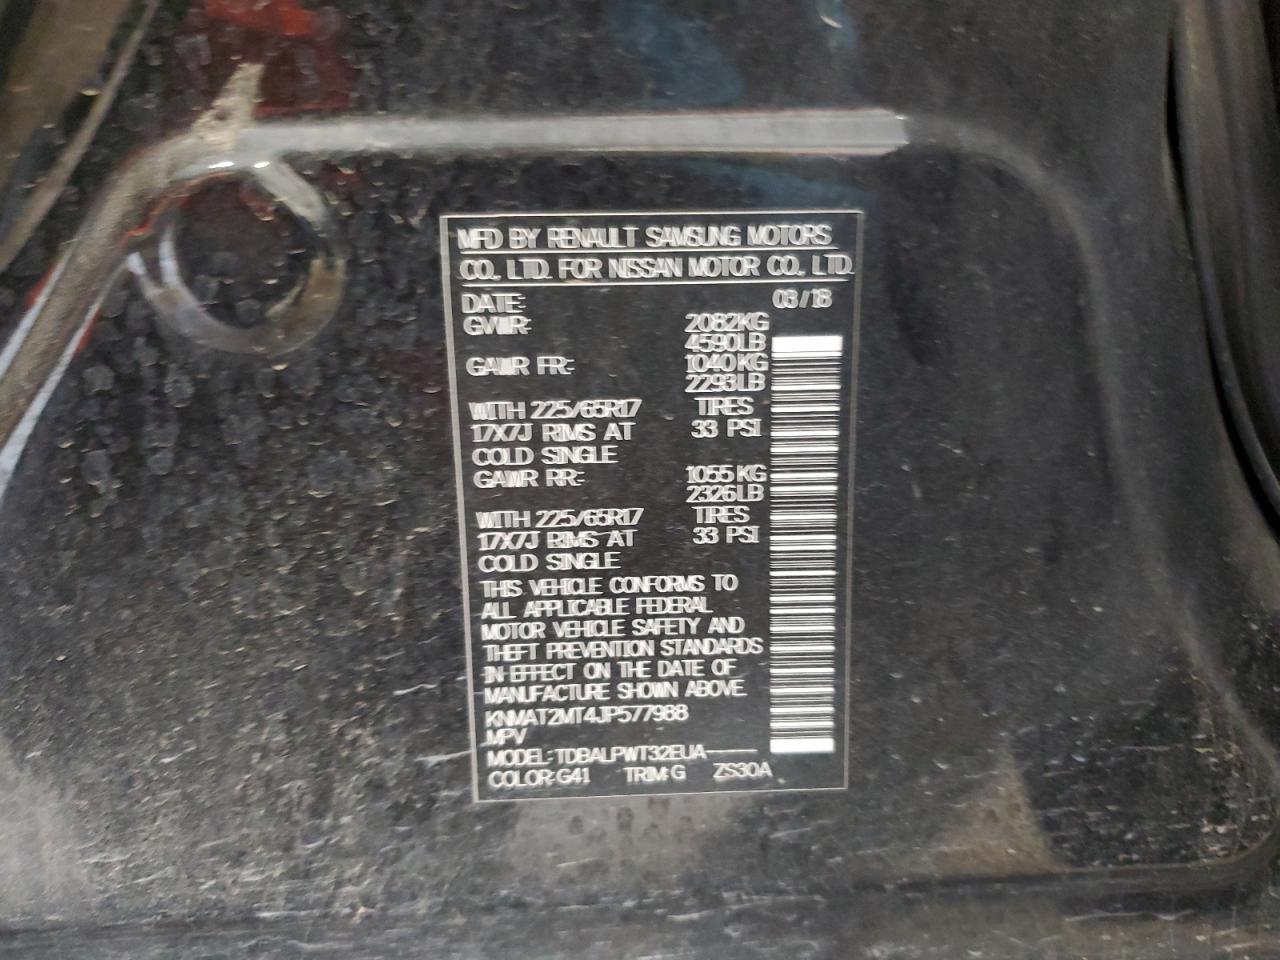 MFD BY RENAULT SAMSUNG MOTORS
CO., LTD. FOR NISSAN MOTOR CO., LTD.
DATE: 03/18
GVWR: 2082KG
4590LB
GAWR FR: 1040KG
2293LB
WITH 225/65R17 TIRES
17X7J RIMS AT 33 PSI
COLD SINGLE
GAWR RR: 1055KG
2326LB
WITH 225/65R17 TIRES
17X7J RIMS AT 33 PSI
COLD SINGLE
THIS VEHICLE CONFORMS TO
ALL APPLICABLE FEDERAL
MOTOR VEHICLE SAFETY AND
THEFT PREVENTION STANDARDS
IN EFFECT ON THE DATE OF
MANUFACTURE SHOWN ABOVE.
KNMAT2MT4JP577988
MPV
MODEL:TDBALPWT32EUA-----
COLOR:G41 TRIM:G ZS30A